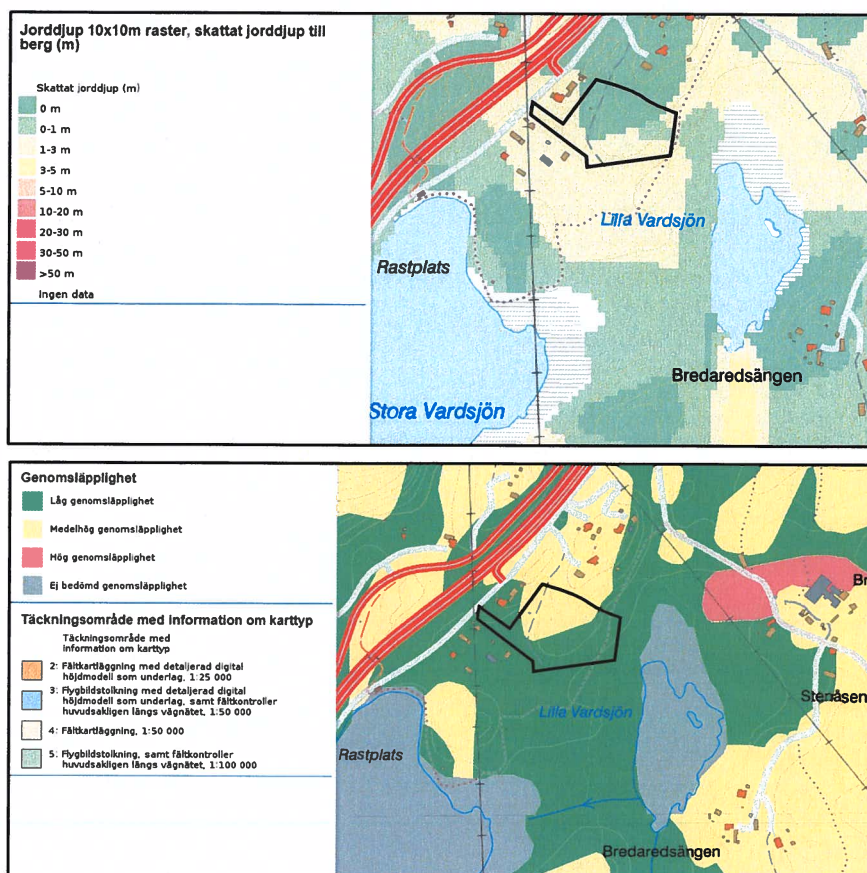 Jorddjup 10x10m raster, skattat jorddjup till
berg (m)
Skattat jorddjup (m)
0 m
0-1 m
1-3 m
3-5 m
5-10 m
10-20 m
20-30 m
30-50 m
>50 m
Ingen data
Lilla Vardsjön
Rastplats
Bredaredsängen
Stora Vardsjön
Genomsläpplighet
Låg genomsläpplighet
Medelhög genomsläpplighet
Hög genomsläpplighet
Ej bedömd genomsläpplighet
Täckningsområde med information om karttyp
Täckningsområde med
information om karttyp
2: Fältkartläggning med detaljerad digital
höjdmodell som underlag, 1:25 000
3: Flygbildstolkning med detaljerad digital
höjdmodell som underlag, samt fältkontroller
huvudsakligen längs vägnätet, 1:50 000
4: Fältkartläggning, 1:50 000
5: Flygbildstolkning, samt fältkontroller
huvudsakligen längs vägnätet, 1:100 000
Br
Stenåsen
Lilla Vardsjön
Rastplats
Bredaredsängen